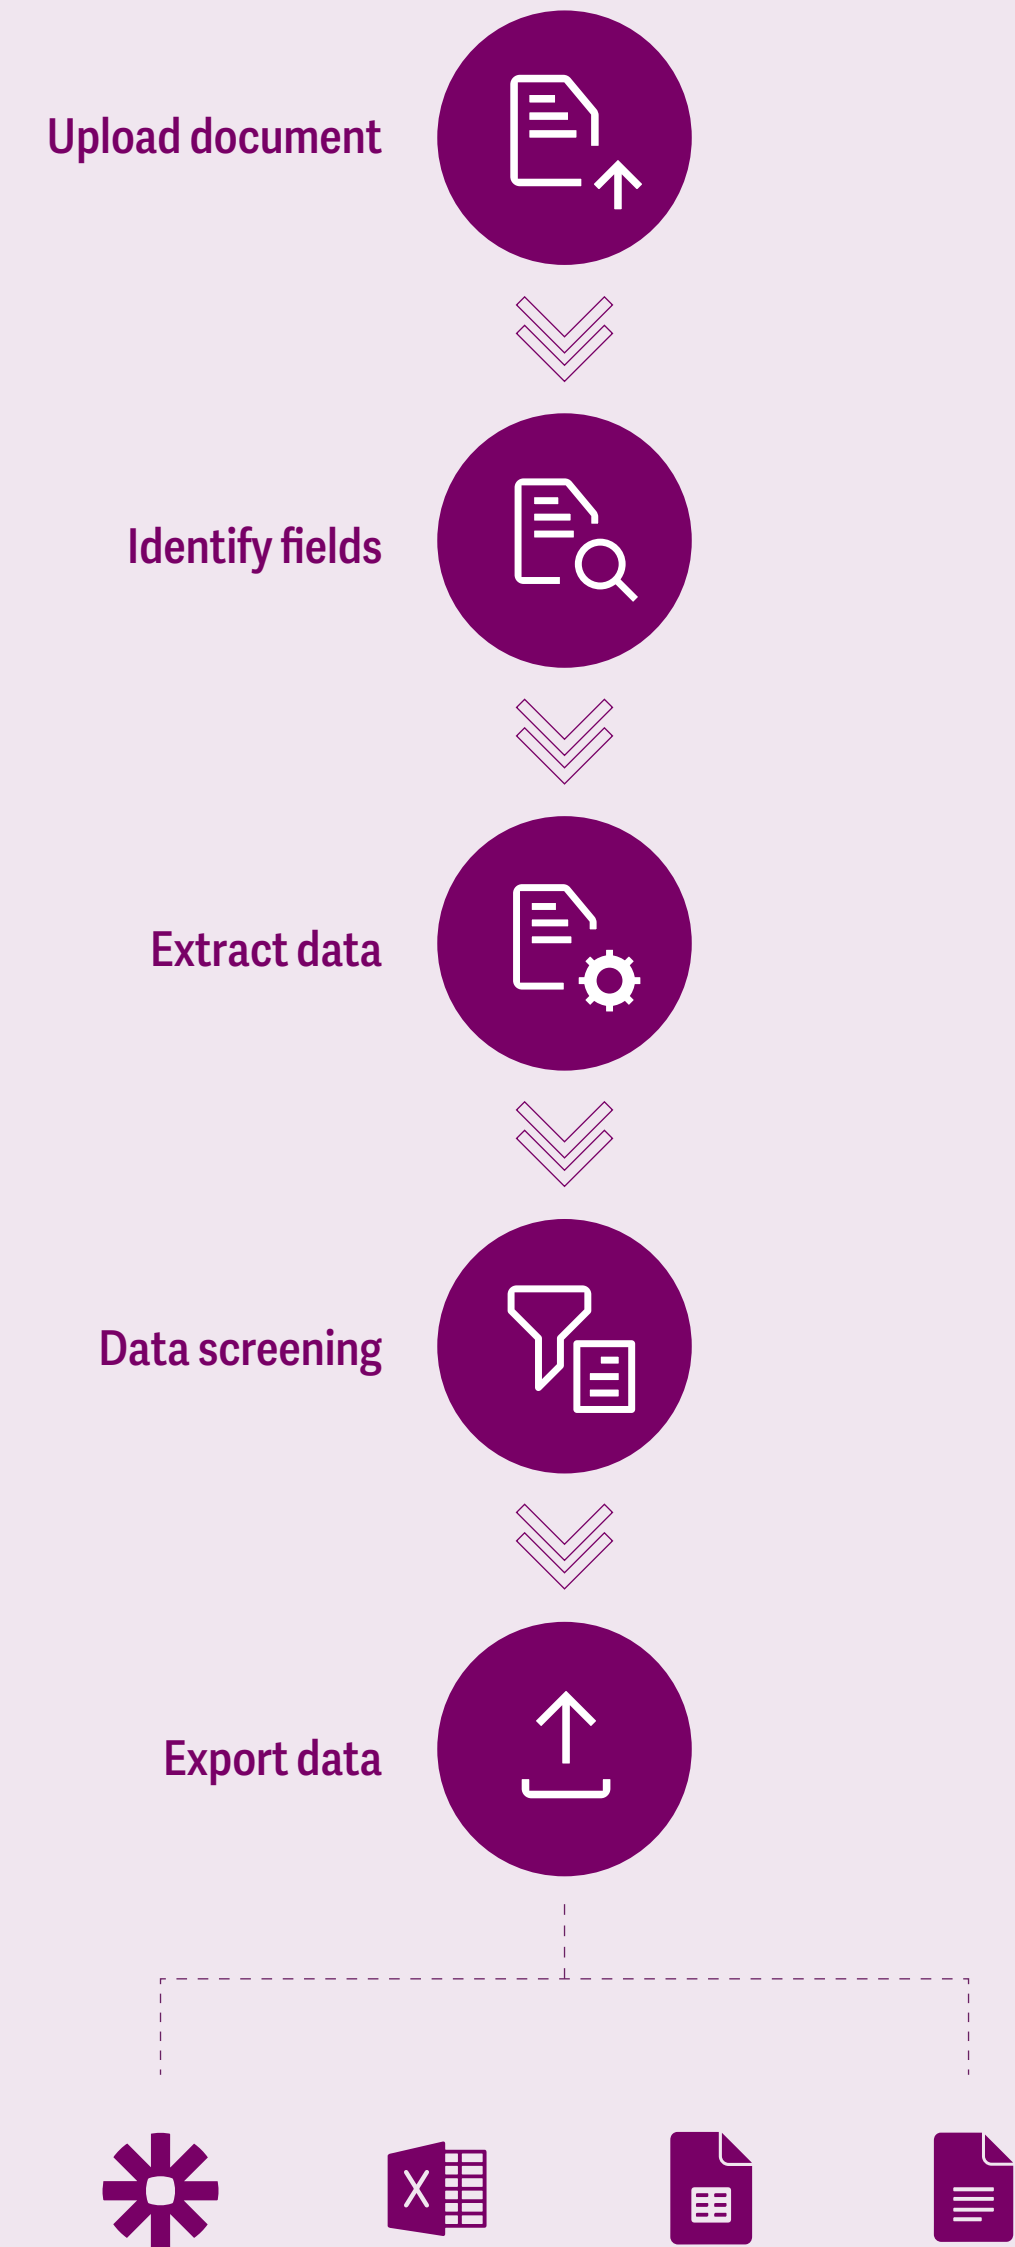 Upload document
Identify fields
Extract data
Data screening
Export data
X